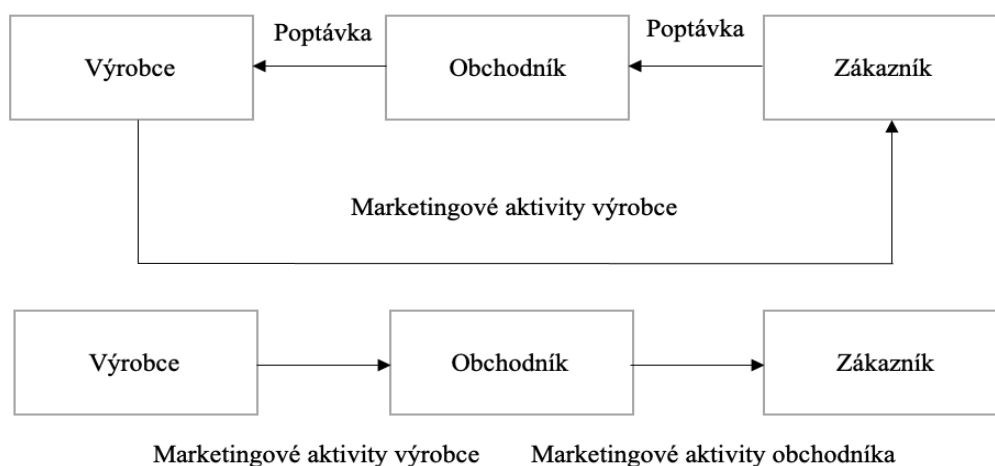 Poptávka
Poptávka
Výrobce
Obchodník
Zákazník
Marketingové aktivity výrobce
Výrobce
Obchodník
Zákazník
Marketingové aktivity výrobce
Marketingové aktivity obchodníka